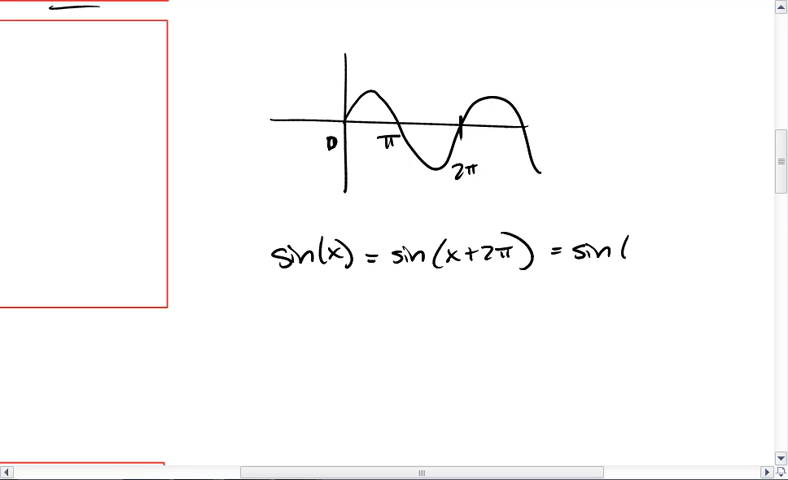 0 π 2π
sin(x) = sin(x+2π) = sin(